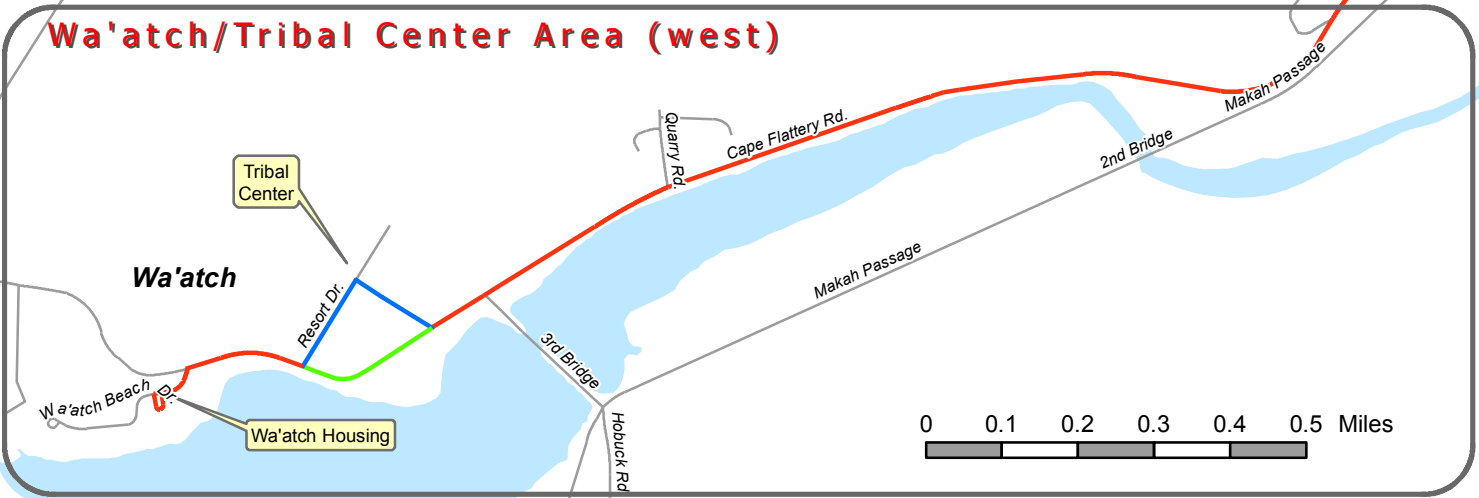 Wa'atch/Tribal Center Area (west)
Makah Passage
Quarry Rd.
Cape Flattery Rd.
2nd Bridge
Tribal
Center
Wa'atch
Makah Passage
Resort Dr.
3rd Bridge
Wa'atch Beach Dr.
Wa'atch Housing
Hobuck Rd
0 0.1 0.2 0.3 0.4 0.5 Miles